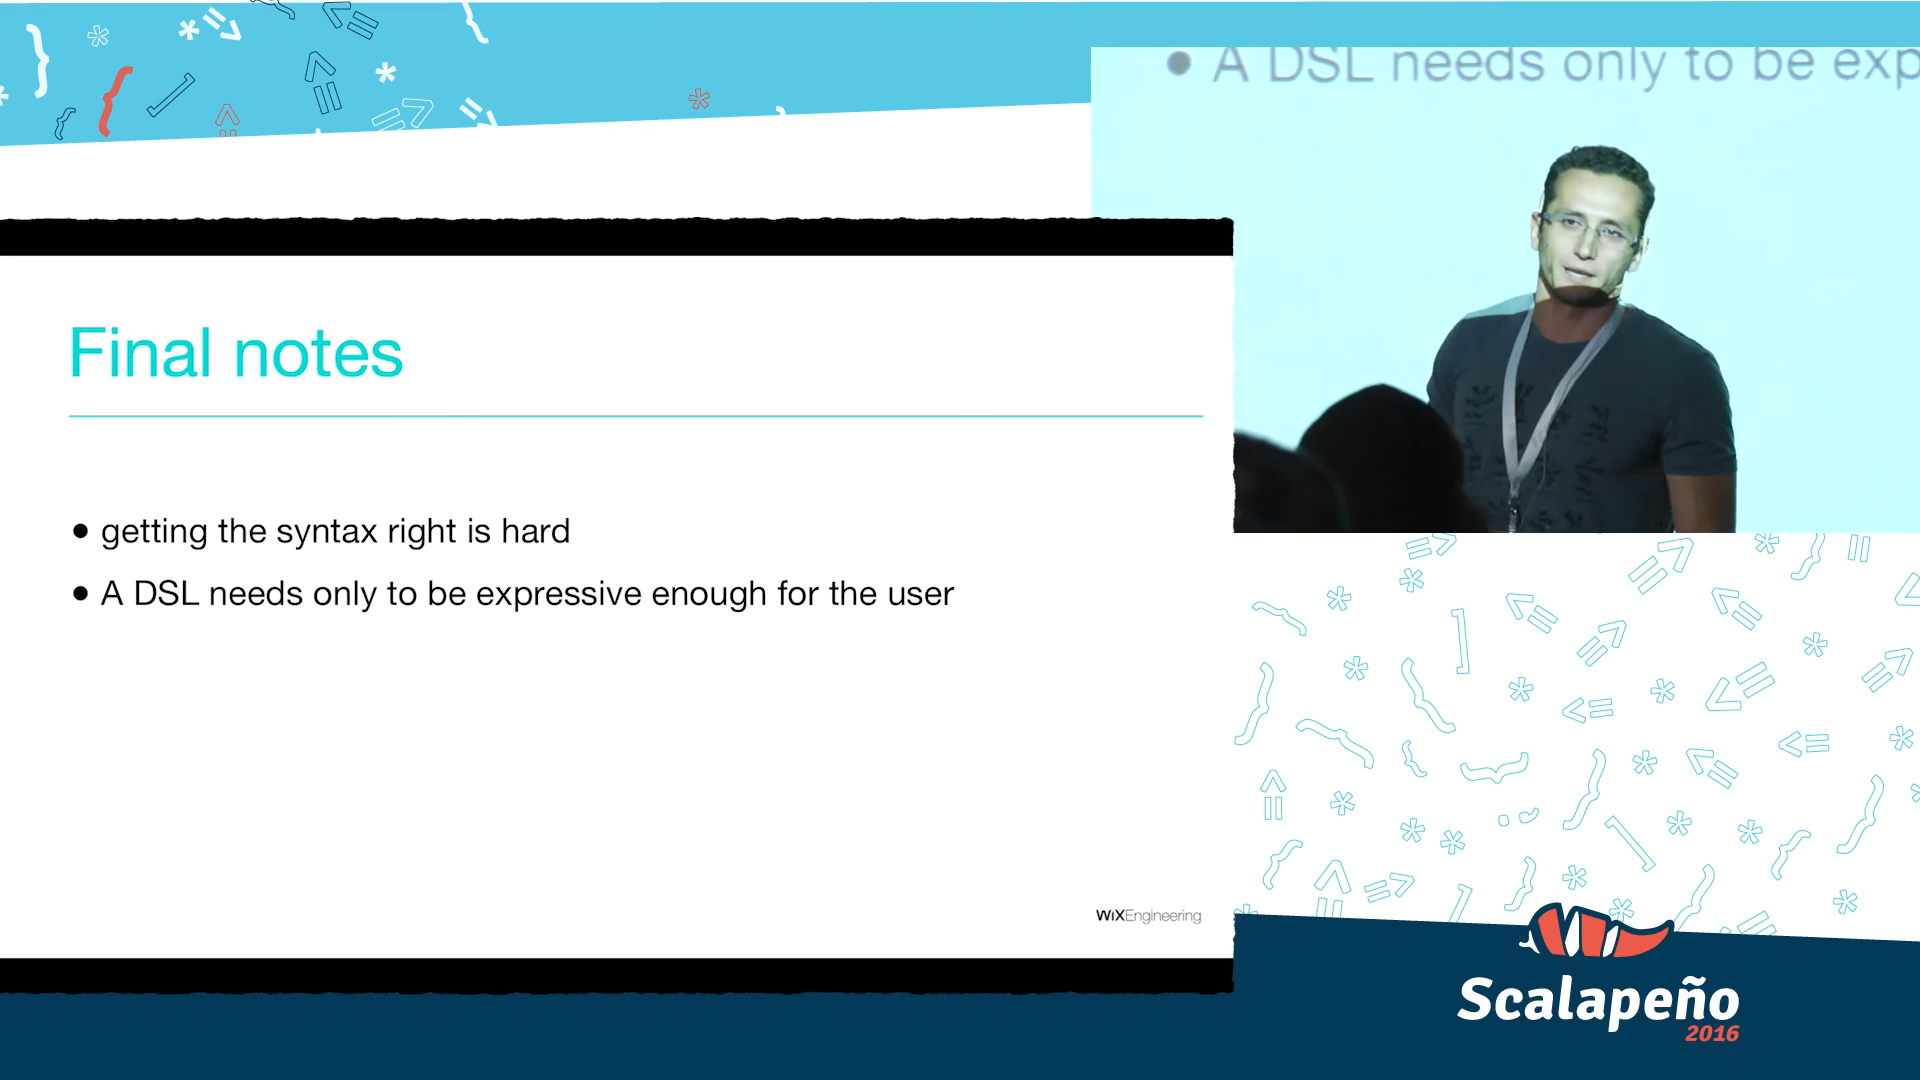 • A DSL needs only to be exp
Final notes
• getting the syntax right is hard
• A DSL needs only to be expressive enough for the user
WiXEngineering
Scalapeño
2016